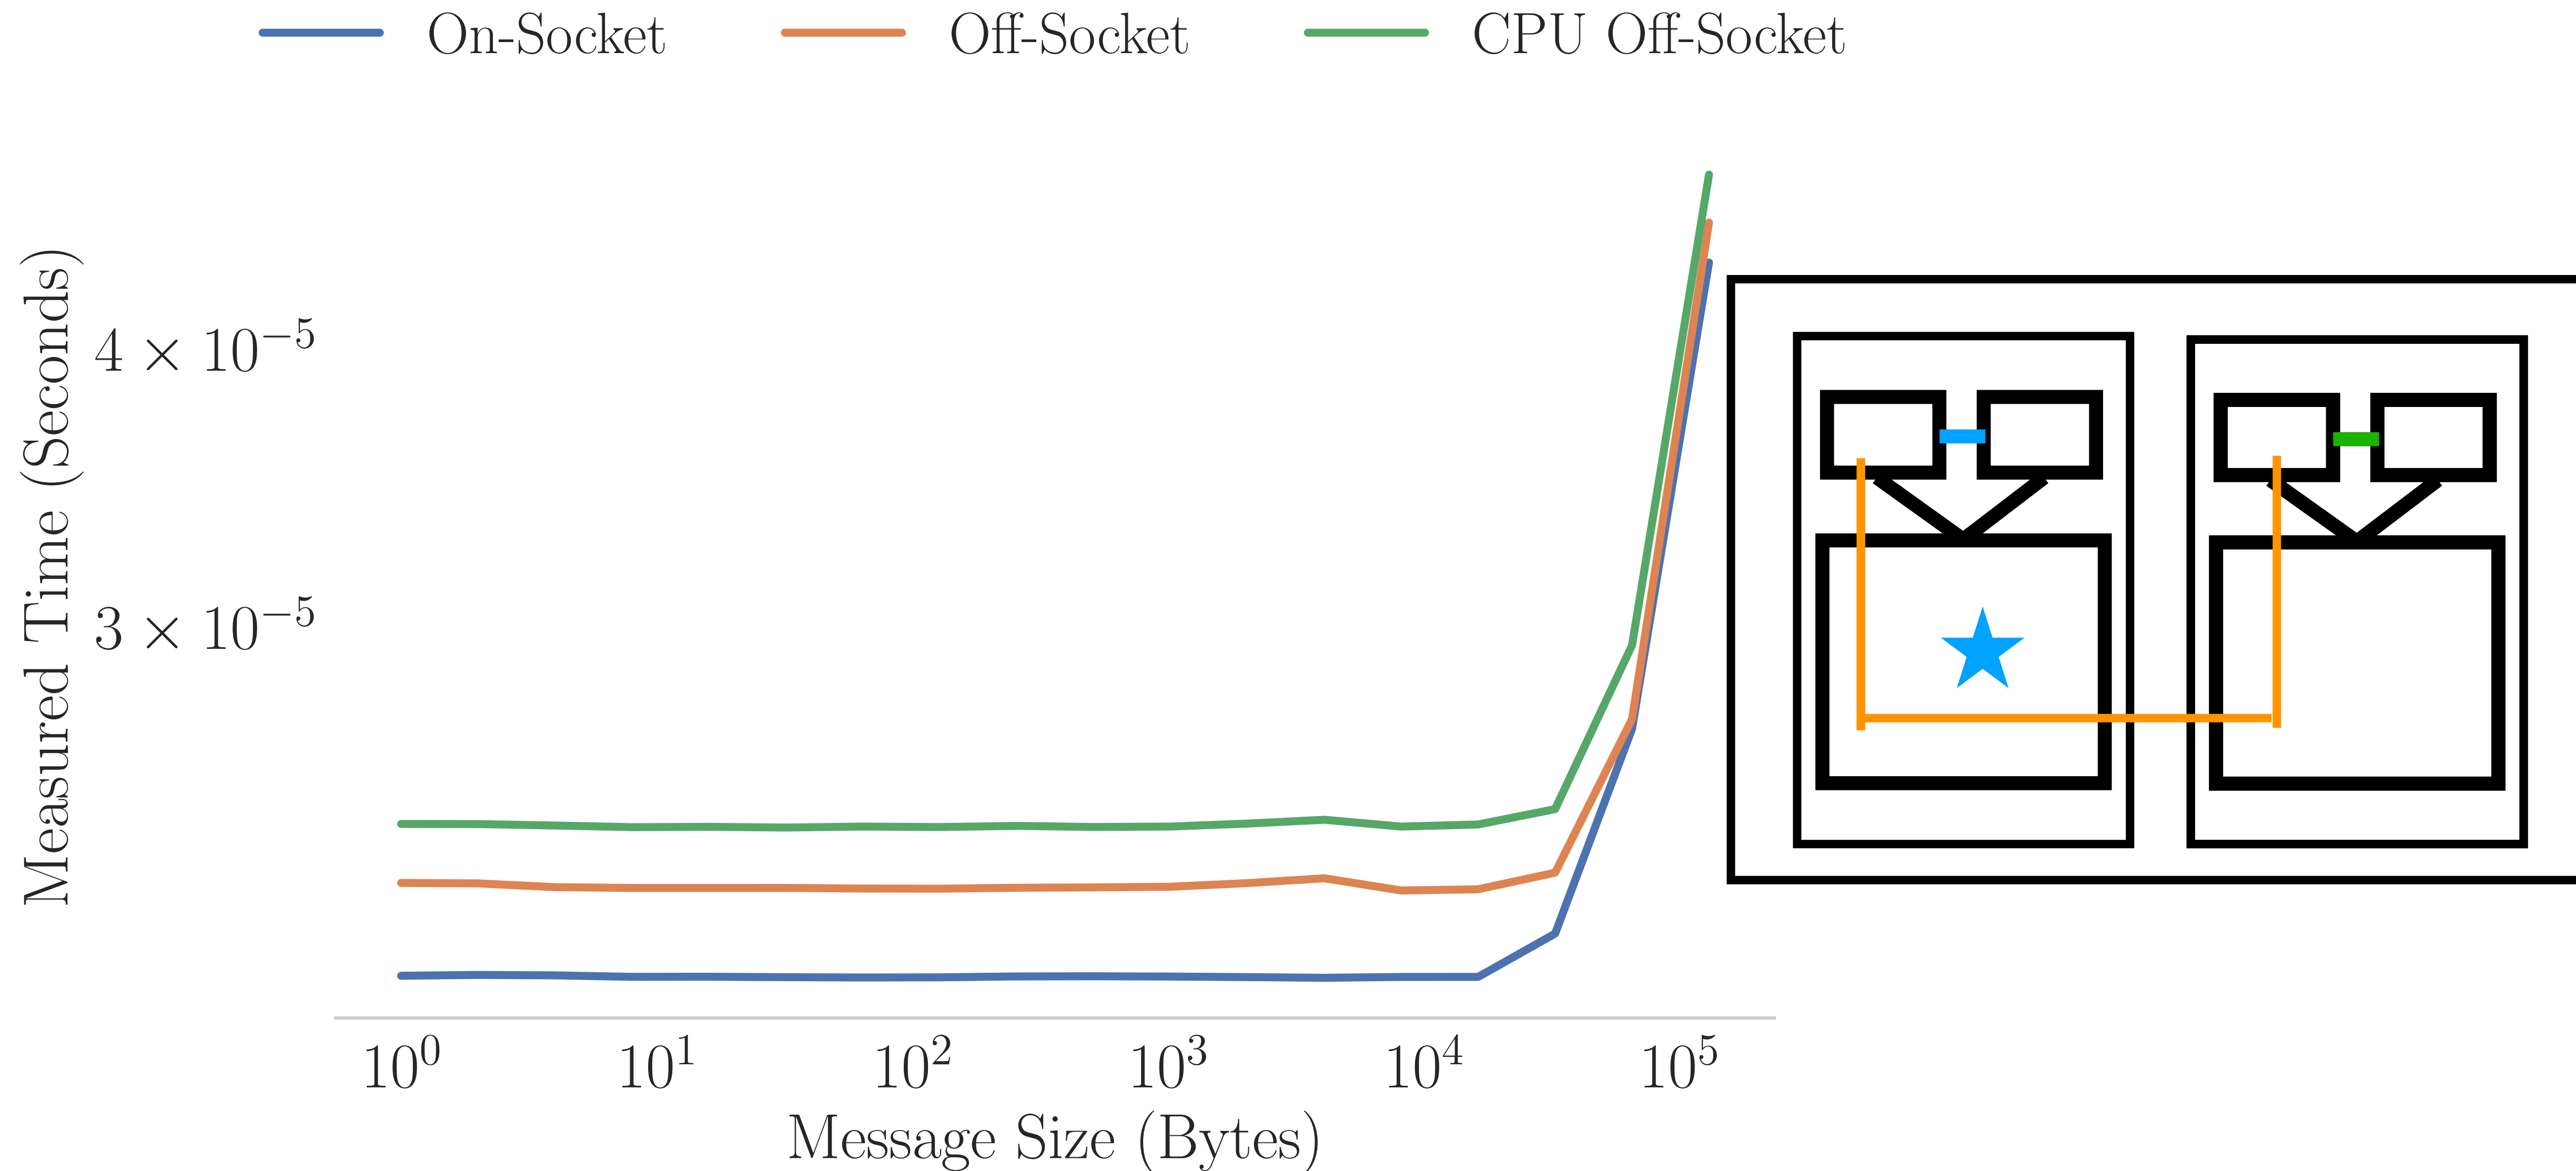 On-Socket Off-Socket CPU Off-Socket
Measured Time (Seconds)
4 × 10⁻⁵
3 × 10⁻⁵
10⁰ 10¹ 10² 10³ 10⁴ 10⁵
Message Size (Bytes)